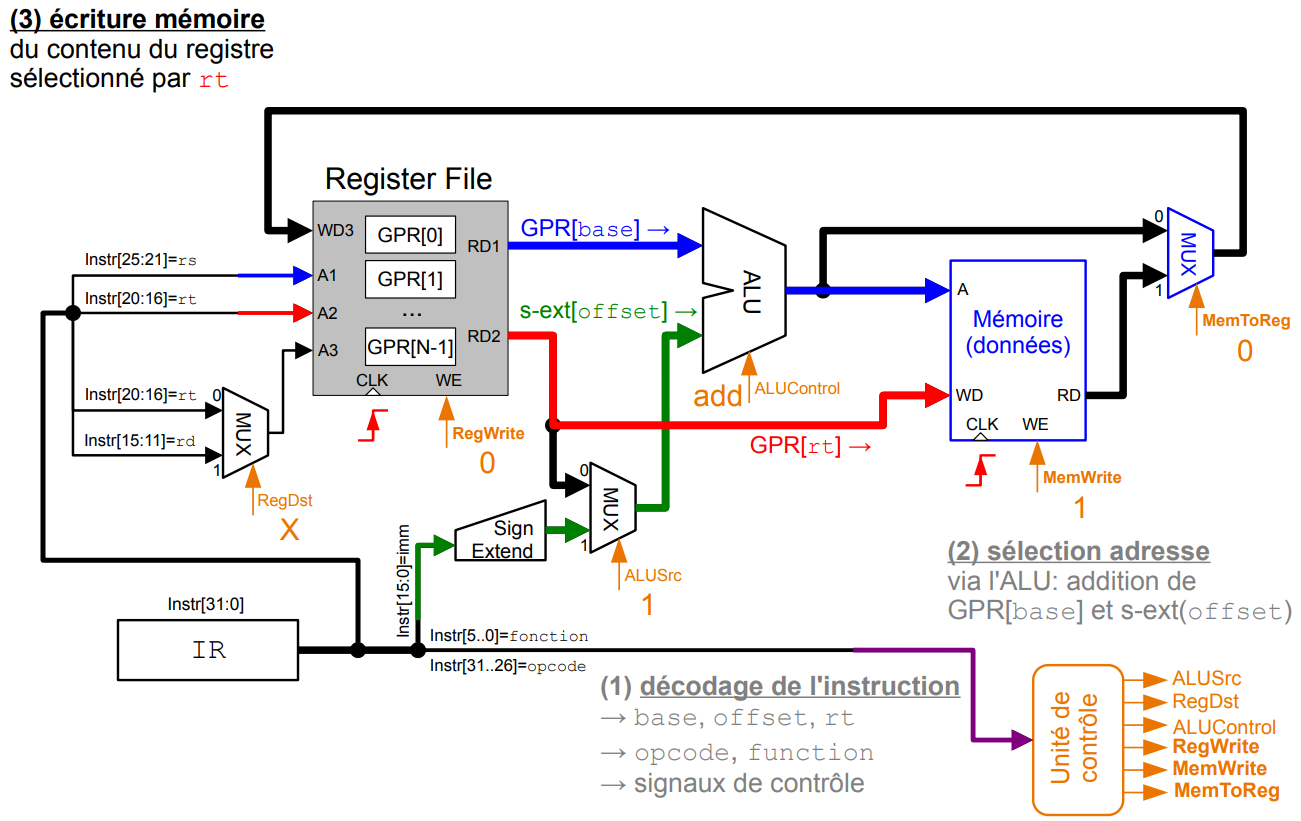 (3) écriture mémoire
du contenu du registre
sélectionné par rt
Register File
WD3
GPR[0]
RD1
GPR[base] →
Instr[25:21]=rs
A1
GPR[1]
Instr[20:16]=rt
A2
...
s-ext[offset] →
RD2
A3
GPR[N-1]
CLK
WE
Instr[20:16]=rt
0
MUX
Instr[15:11]=rd
1
RegDst
X
RegWrite
0
ALU
add
ALUControl
A
Mémoire
(données)
WD
RD
CLK
WE
GPR[rt] →
MemWrite
1
0
MUX
1
MemToReg
0
0
MUX
1
Sign
Extend
ALUSrc
1
Instr[15:0]=imm
(2) sélection adresse
via l'ALU: addition de
GPR[base] et s-ext(offset)
Instr[31:0]
IR
Instr[5..0]=fonction
Instr[31..26]=opcode
(1) décodage de l'instruction
→ base, offset, rt
→ opcode, function
→ signaux de contrôle
Unité de
contrôle
ALUSrc
RegDst
ALUControl
RegWrite
MemWrite
MemToReg